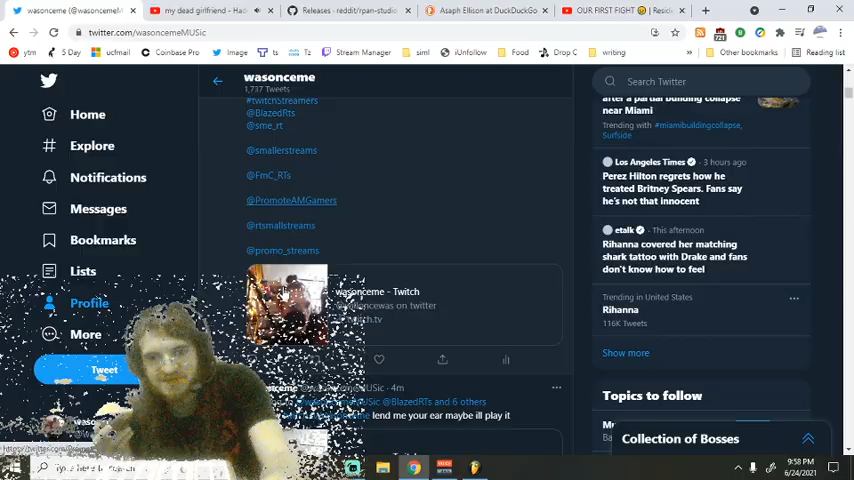 wasonceme (@wasoncemeM
my dead girlfriend - Had
Releases · reddit/rpan-studio
Asaph Ellison at DuckDuckGo
OUR FIRST FIGHT
Resid
twitter.com/wasoncemeMUSic
ytm
5 Day
ucfmail
Coinbase Pro
Image
ts
Tz
Stream Manager
siml
iUnfollow
Drop C
writing
Other bookmarks
Reading list
wasonceme
1,737 Tweets
Search Twitter
Home
Explore
Notifications
Messages
Bookmarks
Lists
Profile
More
Tweet
#twitchStreamers
@BlazedRts
@sme_rt
@smallerstreams
@FmC_RTs
@PromoteAMGamers
@rtsmallstreams
@promo_streams
wasonceme - Twitch
on twitter
4m
@BlazedRTs and 6 others
lend me your ear maybe ill play it
after a partial building collapse
near Miami
Trending with #miamibuildingcollapse,
Surfside
Los Angeles Times · 3 hours ago
Perez Hilton regrets how he
treated Britney Spears. Fans say
he's not that innocent
etalk · This afternoon
Rihanna covered her matching
shark tattoo with Drake and fans
don't know how to feel
Trending in United States
Rihanna
116K Tweets
Show more
Topics to follow
Collection of Bosses
9:58 PM
6/24/2021